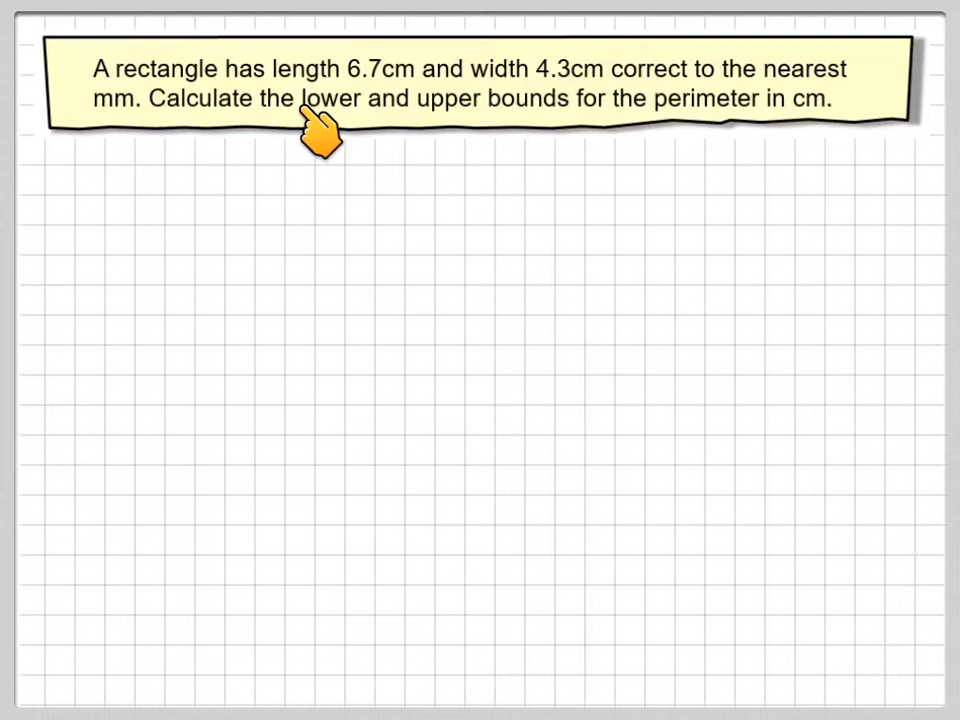 A rectangle has length 6.7cm and width 4.3cm correct to the nearest
mm. Calculate the lower and upper bounds for the perimeter in cm.